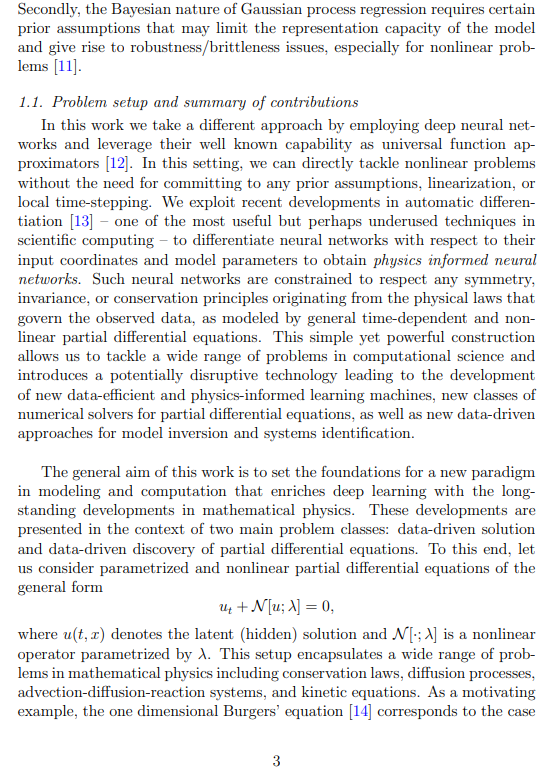 Secondly, the Bayesian nature of Gaussian process regression requires certain
prior assumptions that may limit the representation capacity of the model
and give rise to robustness/brittleness issues, especially for nonlinear prob-
lems [11].
1.1. Problem setup and summary of contributions
In this work we take a different approach by employing deep neural net-
works and leverage their well known capability as universal function ap-
proximators [12]. In this setting, we can directly tackle nonlinear problems
without the need for committing to any prior assumptions, linearization, or
local time-stepping. We exploit recent developments in automatic differen-
tiation [13] – one of the most useful but perhaps underused techniques in
scientific computing – to differentiate neural networks with respect to their
input coordinates and model parameters to obtain physics informed neural
networks. Such neural networks are constrained to respect any symmetry,
invariance, or conservation principles originating from the physical laws that
govern the observed data, as modeled by general time-dependent and non-
linear partial differential equations. This simple yet powerful construction
allows us to tackle a wide range of problems in computational science and
introduces a potentially disruptive technology leading to the development
of new data-efficient and physics-informed learning machines, new classes of
numerical solvers for partial differential equations, as well as new data-driven
approaches for model inversion and systems identification.
The general aim of this work is to set the foundations for a new paradigm
in modeling and computation that enriches deep learning with the long-
standing developments in mathematical physics. These developments are
presented in the context of two main problem classes: data-driven solution
and data-driven discovery of partial differential equations. To this end, let
us consider parametrized and nonlinear partial differential equations of the
general form
uₜ + 𝒩[u; λ] = 0,
where u(t, x) denotes the latent (hidden) solution and 𝒩[·; λ] is a nonlinear
operator parametrized by λ. This setup encapsulates a wide range of prob-
lems in mathematical physics including conservation laws, diffusion processes,
advection-diffusion-reaction systems, and kinetic equations. As a motivating
example, the one dimensional Burgers' equation [14] corresponds to the case
3